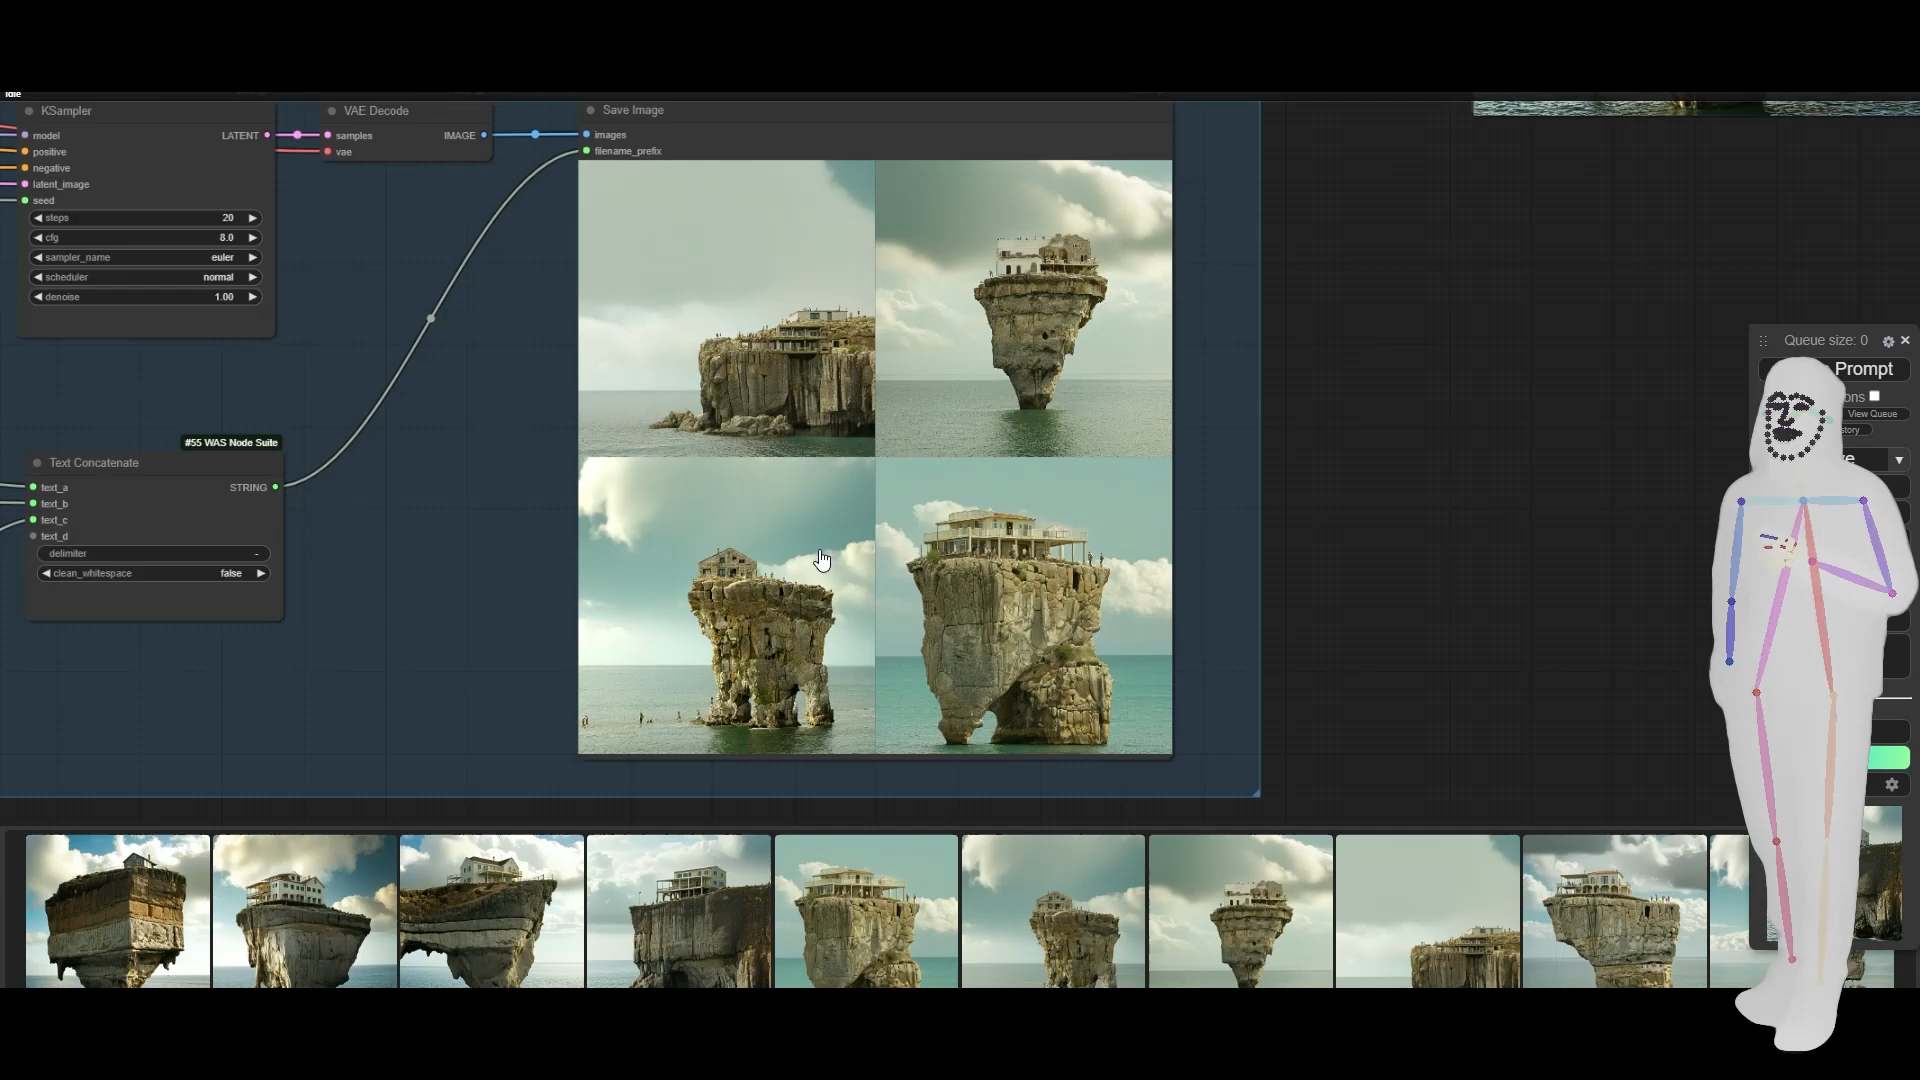 Idle
KSampler
model
LATENT
positive
negative
latent_image
seed
steps 20
cfg 8.0
sampler_name euler
scheduler normal
denoise 1.00
VAE Decode
samples IMAGE
vae
Save Image
images
filename_prefix
#55 WAS Node Suite
Text Concatenate
text_a STRING
text_b
text_c
text_d
delimiter -
clean_whitespace false
Queue size: 0
Prompt
ons
View Queue
story